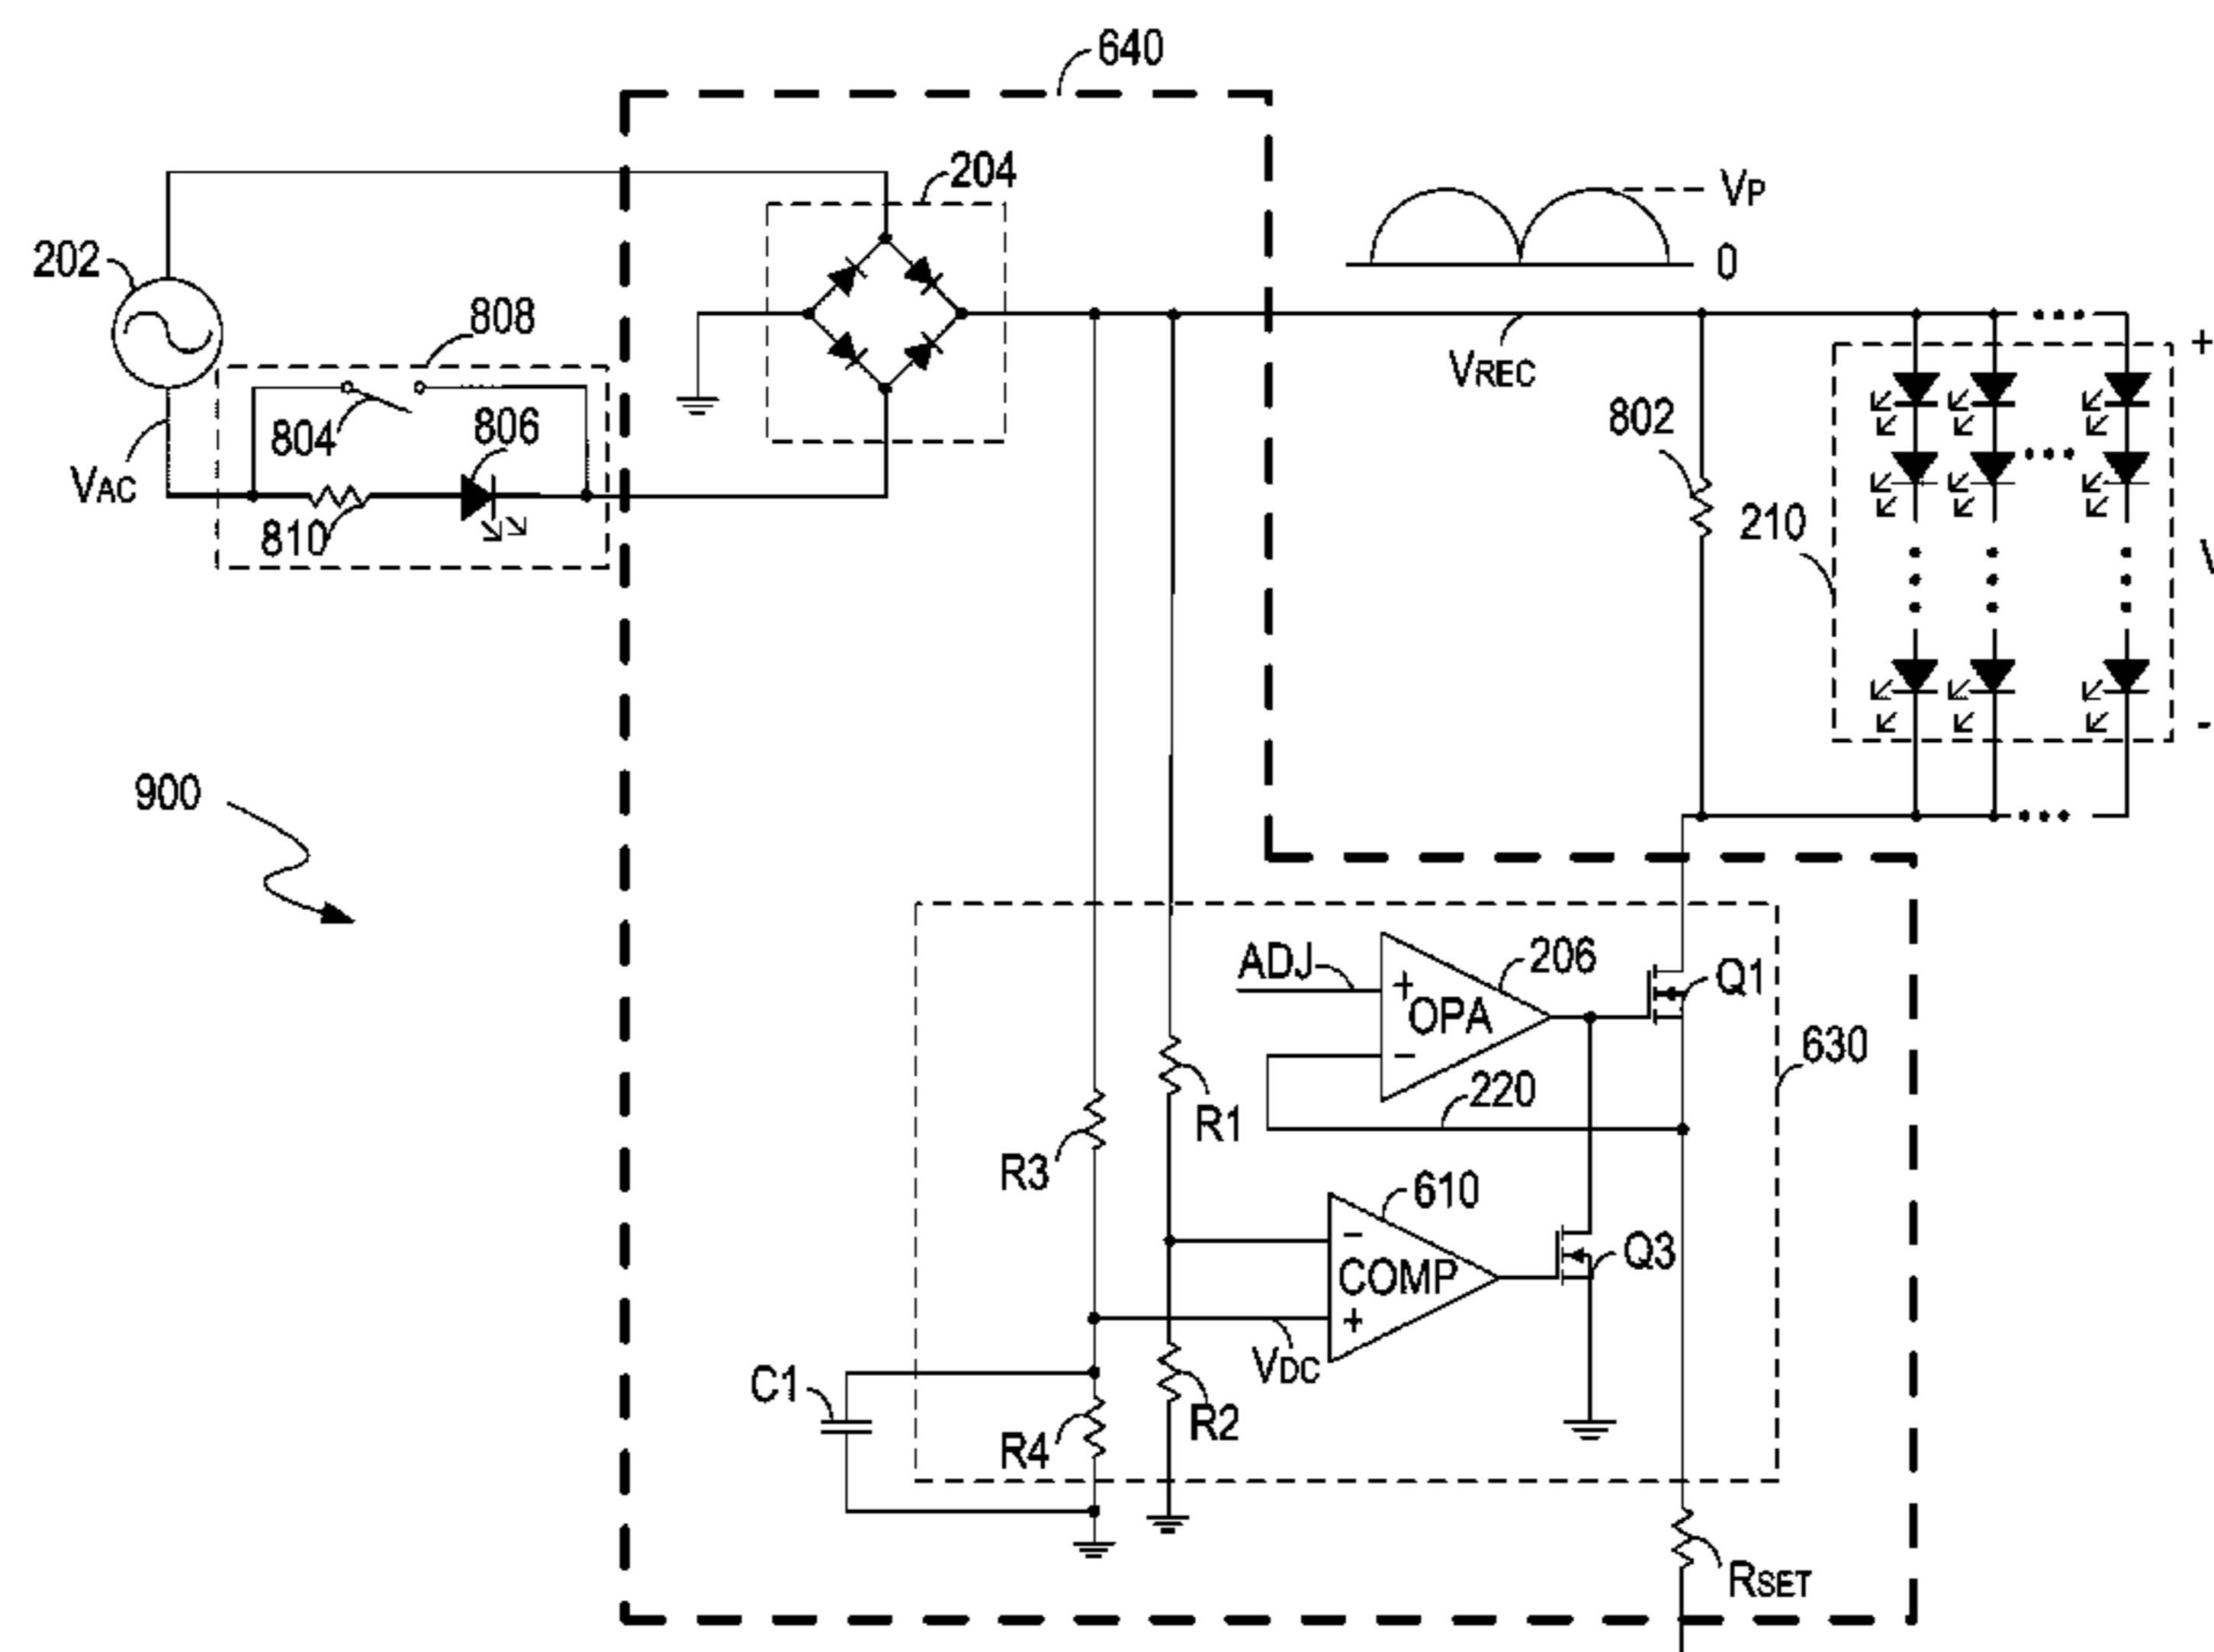 640
204
VP
202
0
808
VREC
804
806
802
VAC
+
810
210
V
-
900
ADJ
206
Q1
+
OPA
-
630
220
R1
R3
610
-
COMP
Q3
+
VDC
C1
R2
R4
RSET